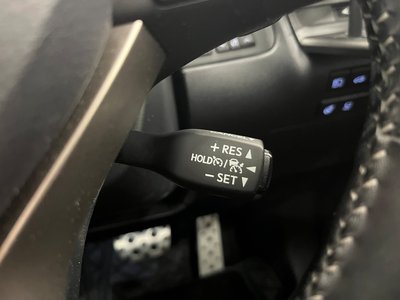 + RES ▲
HOLD /
− SET ▼